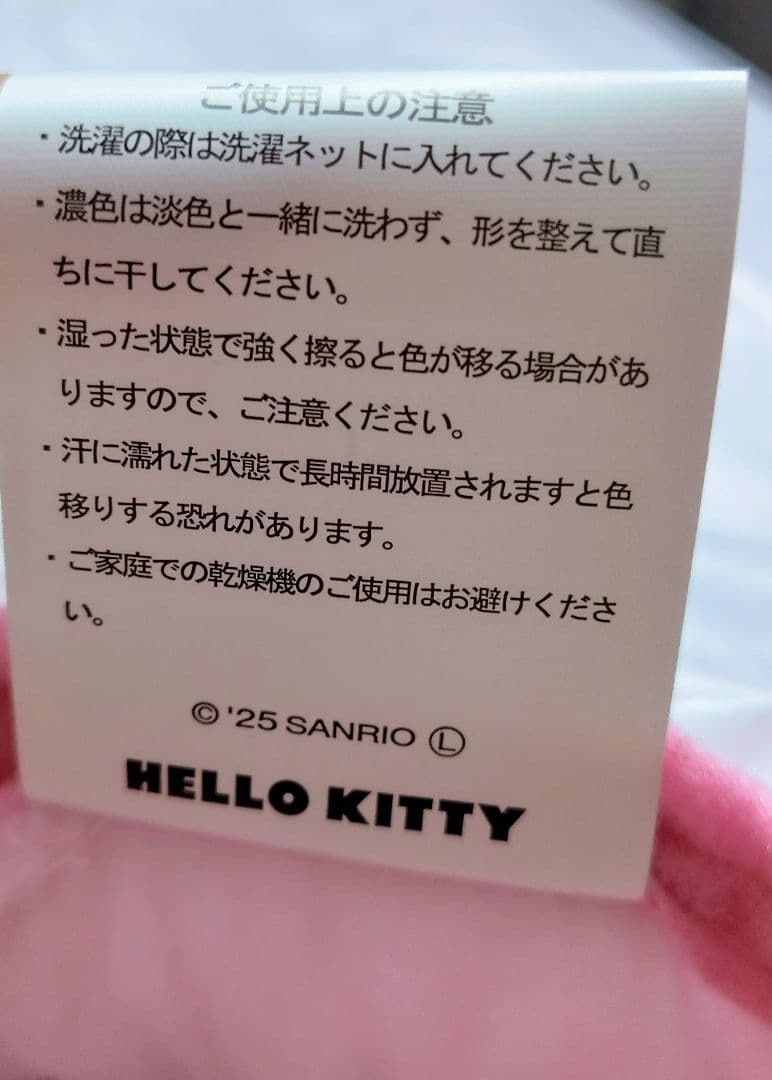 ご使用上の注意
・洗濯の際は洗濯ネットに入れてください。
・濃色は淡色と一緒に洗わず、形を整えて直
ちに干してください。
・湿った状態で強く擦ると色が移る場合があ
りますので、ご注意ください。
・汗に濡れた状態で長時間放置されますと色
移りする恐れがあります。
・ご家庭での乾燥機のご使用はお避けくださ
い。
© '25 SANRIO Ⓛ
HELLO KITTY